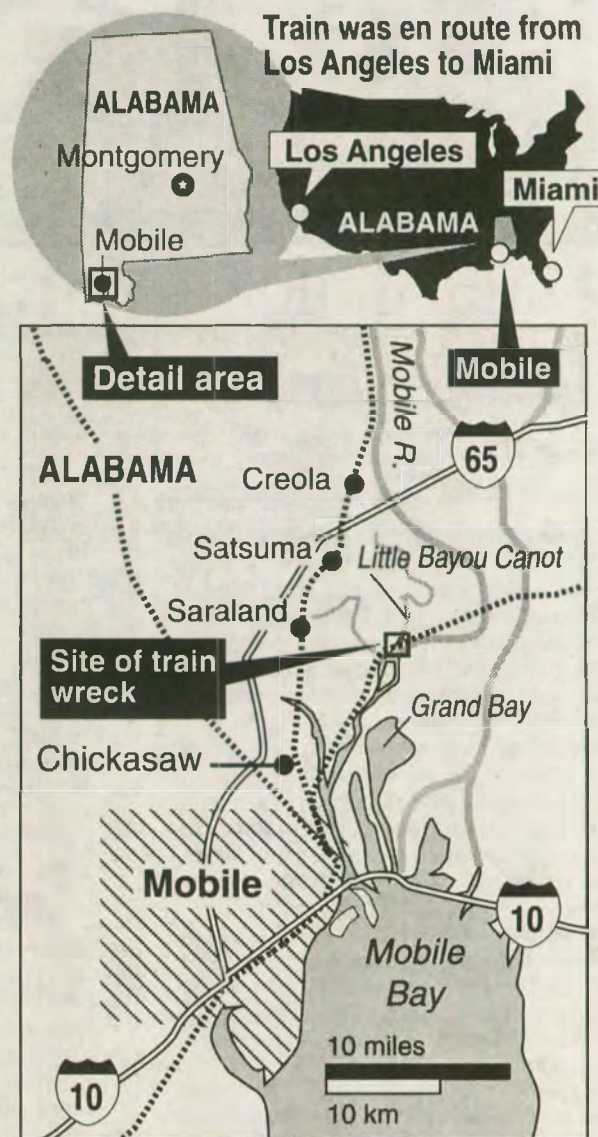 Train was en route from
Los Angeles to Miami
ALABAMA
Montgomery
Mobile
Detail area
Los Angeles
Miami
ALABAMA
Mobile
Mobile R.
65
ALABAMA
Creola
Satsuma
Little Bayou Canot
Saraland
Site of train
wreck
Grand Bay
Chickasaw
Mobile
10
Mobile
Bay
10 miles
10 km
10